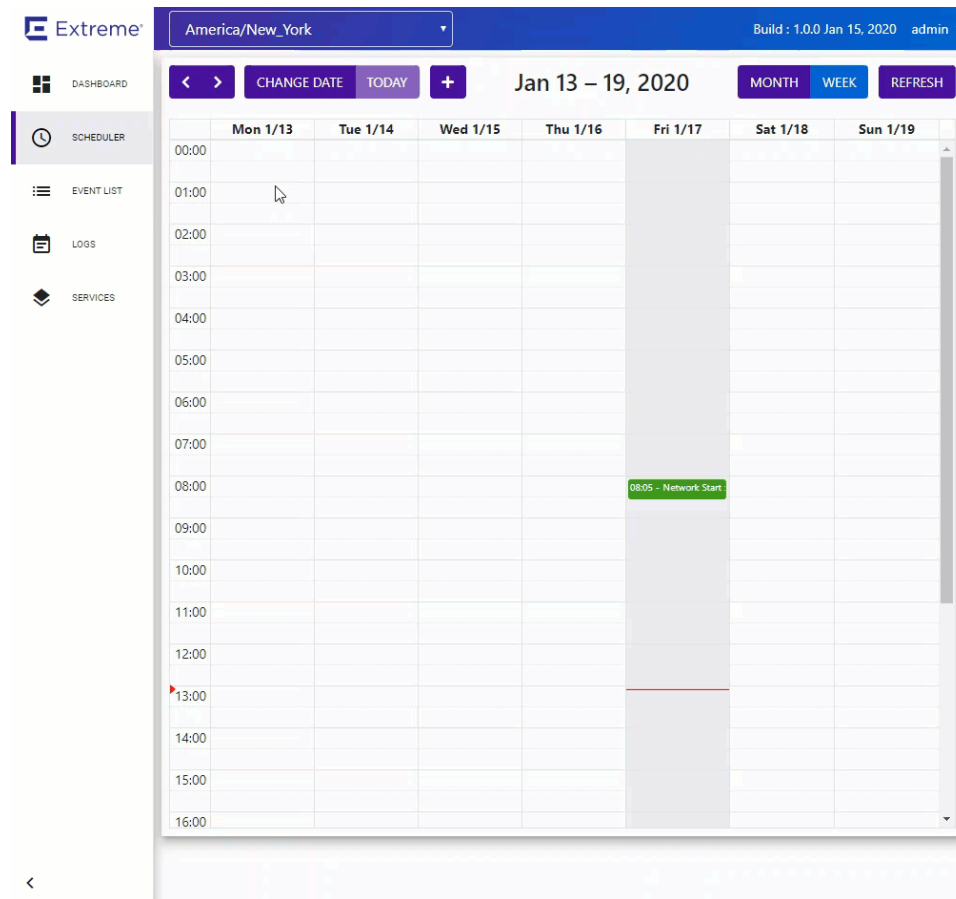 Extreme
America/New_York
Build : 1.0.0 Jan 15, 2020 admin
DASHBOARD
SCHEDULER
EVENT LIST
LOGS
SERVICES
CHANGE DATE TODAY + Jan 13 – 19, 2020 MONTH WEEK REFRESH
Mon 1/13 Tue 1/14 Wed 1/15 Thu 1/16 Fri 1/17 Sat 1/18 Sun 1/19
00:00
01:00
02:00
03:00
04:00
05:00
06:00
07:00
08:00 08:05 - Network Start
09:00
10:00
11:00
12:00
13:00
14:00
15:00
16:00